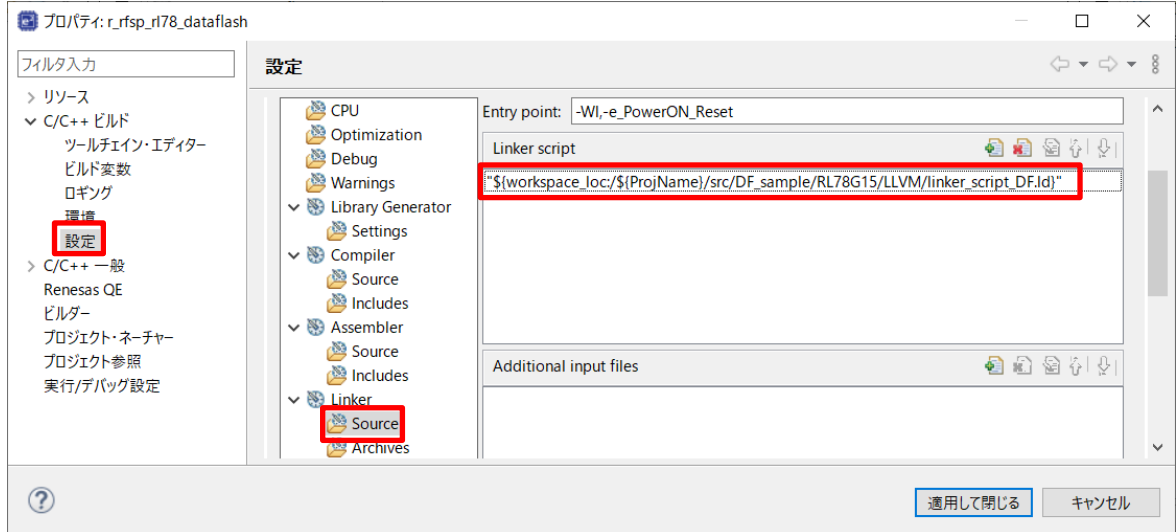 プロパティ: r_rfsp_rl78_dataflash
フィルタ入力
リソース
C/C++ ビルド
ツールチェイン・エディター
ビルド変数
ロギング
環境
設定
C/C++ 一般
Renesas QE
ビルダー
プロジェクト・ネーチャー
プロジェクト参照
実行/デバッグ設定
設定
CPU
Optimization
Debug
Warnings
Library Generator
Settings
Compiler
Source
Includes
Assembler
Source
Includes
Linker
Source
Archives
Entry point: -Wl,-e_PowerON_Reset
Linker script
"${workspace_loc:/${ProjName}/src/DF_sample/RL78G15/LLVM/linker_script_DF.ld}"
Additional input files
適用して閉じる
キャンセル